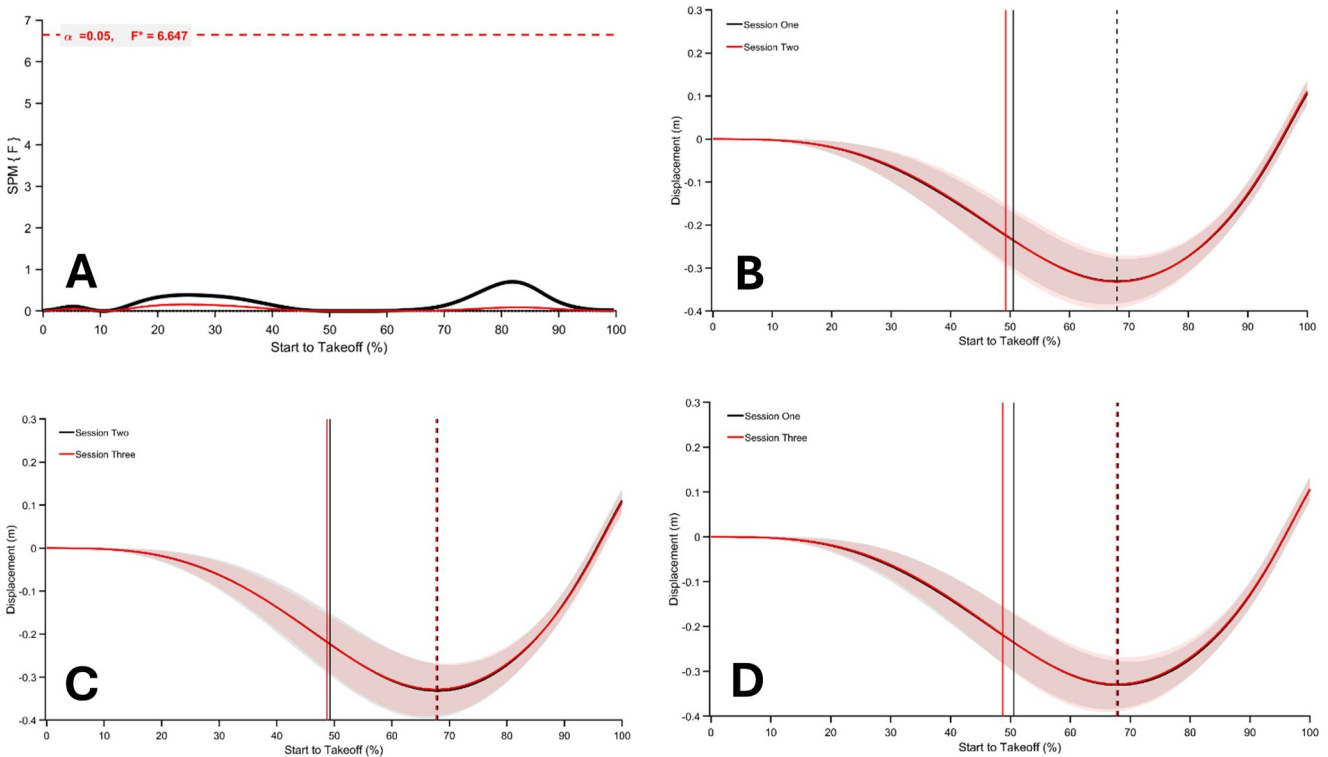 7
6
5
4
3
2
1
0
SPM { F }
α =0.05, F* = 6.647
A
0 10 20 30 40 50 60 70 80 90 100
Start to Takeoff (%)
0.3
0.2
0.1
0
-0.1
-0.2
-0.3
-0.4
Displacement (m)
Session One
Session Two
B
0 10 20 30 40 50 60 70 80 90 100
Start to Takeoff (%)
0.3
0.2
0.1
0
-0.1
-0.2
-0.3
-0.4
Displacement (m)
Session Two
Session Three
C
0 10 20 30 40 50 60 70 80 90 100
Start to Takeoff (%)
0.3
0.2
0.1
0
-0.1
-0.2
-0.3
-0.4
Displacement (m)
Session One
Session Three
D
0 10 20 30 40 50 60 70 80 90 100
Start to Takeoff (%)